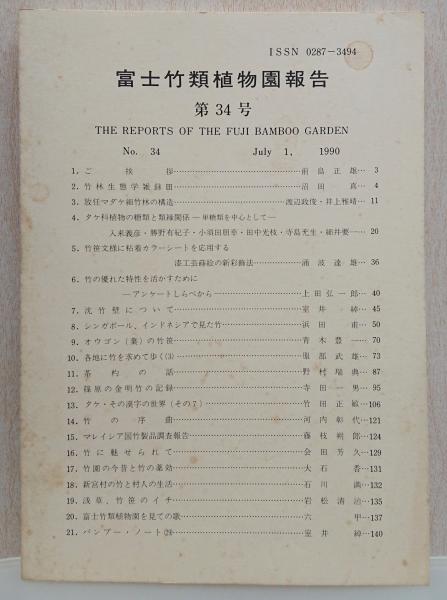 ISSN 0287-3494
富士竹類植物園報告
第34号
THE REPORTS OF THE FUJI BAMBOO GARDEN
No. 34 July 1, 1990
1. ご挨拶 前島正雄 3
2. 竹林生態学雑録Ⅲ 沼田真 4
3. 放任マダケ細竹林の構造 渡辺政俊・井上雅晴 11
4. タケ科植物の糖類と類縁関係―単糖類を中心として―
入来義彦・勝野有紀子・小須田朋幸・田中光枝・寺島充生・細井要一 20
5. 竹笹文様に粘着カラーシートを応用する
漆工芸蒔絵の新彩飾法 涌波達雄 36
6. 竹の優れた特性を活かすために
―アンケートしらべから― 上田弘一郎 40
7. 沈竹壁について 室井綽 45
8. シンガポール、インドネシアで見た竹 浜田甫 50
9. オウゴン(葉)の竹笹 青木豊一 70
10. 各地に竹を求めて歩く⑶ 服部武雄 73
11. 茶杓の話 野村瑞典 87
12. 篠原の金明竹の記録 寺田一男 95
13. タケ・その漢字の世界(その7) 竹田正敏 106
14. 竹の序曲 河内彰代 121
15. マレイシア国竹製品調査報告 藤枝朔郎 124
16. 竹に魅せられて 会田芳久 129
17. 竹園の今昔と竹の薬効 大石 131
18. 新宮村の竹と村人の生活 石川満 132
19. 浅草、竹笹のイチ 岩松清治 135
20. 富士竹類植物園を見ての歌 六甲 137
21. バンブー・ノート 室井綽 140